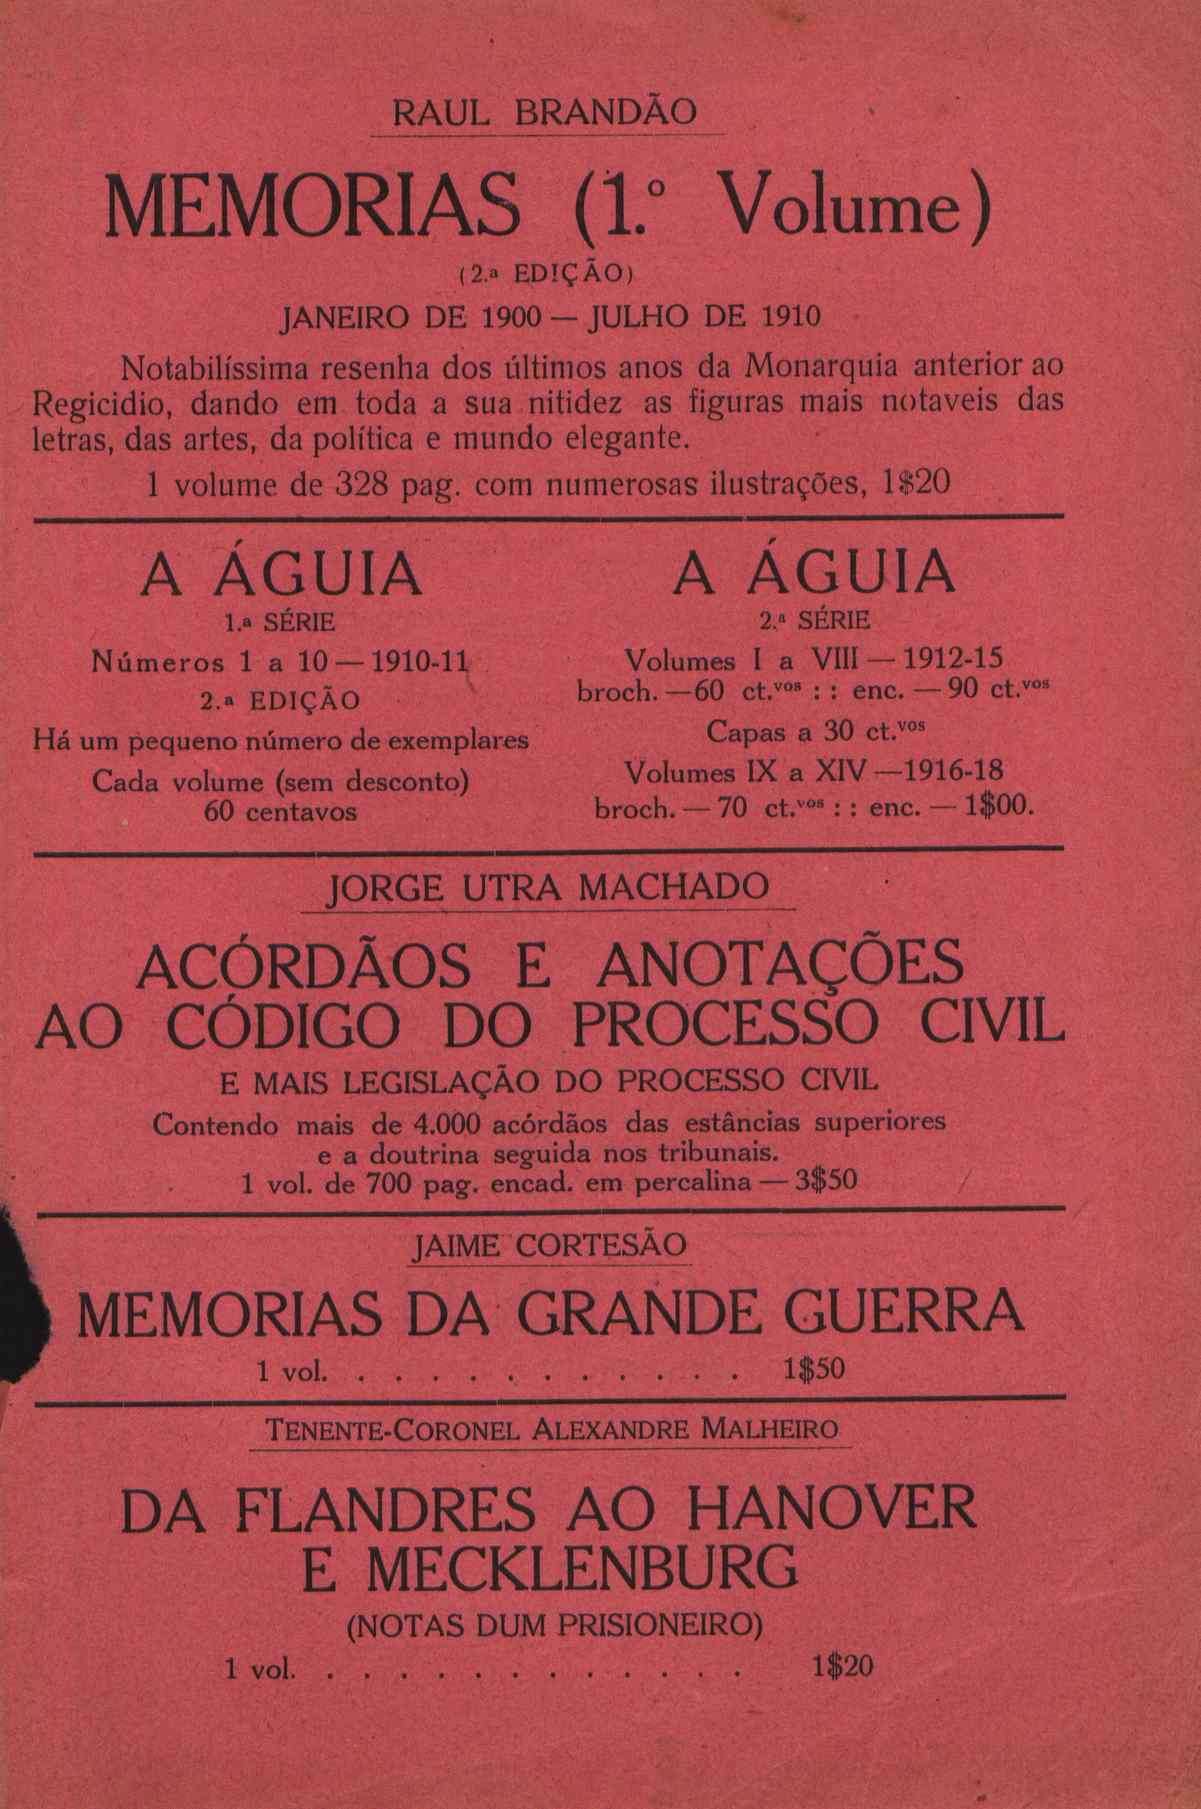 RAUL BRANDÃO
MEMORIAS (1.º Volume)
(2.ª EDIÇÃO)
JANEIRO DE 1900 — JULHO DE 1910
Notabilíssima resenha dos últimos anos da Monarquia anterior ao
Regicidio, dando em toda a sua nitidez as figuras mais notaveis das
letras, das artes, da política e mundo elegante.
1 volume de 328 pag. com numerosas ilustrações, 1$20
A ÁGUIA
1.ª SÉRIE
Números 1 a 10 — 1910-11
2.ª EDIÇÃO
Há um pequeno número de exemplares
Cada volume (sem desconto)
60 centavos
A ÁGUIA
2.ª SÉRIE
Volumes I a VIII — 1912-15
broch. — 60 ct.vos : : enc. — 90 ct.vos
Capas a 30 ct.vos
Volumes IX a XIV — 1916-18
broch. — 70 ct.vos : : enc. — 1$00.
JORGE UTRA MACHADO
ACÓRDÃOS E ANOTAÇÕES
AO CÓDIGO DO PROCESSO CIVIL
E MAIS LEGISLAÇÃO DO PROCESSO CIVIL
Contendo mais de 4.000 acórdãos das estâncias superiores
e a doutrina seguida nos tribunais.
1 vol. de 700 pag. encad. em percalina — 3$50
JAIME CORTESÃO
MEMORIAS DA GRANDE GUERRA
1 vol. . . . . . . . . . . . 1$50
TENENTE-CORONEL ALEXANDRE MALHEIRO
DA FLANDRES AO HANOVER
E MECKLENBURG
(NOTAS DUM PRISIONEIRO)
1 vol. . . . . . . . . . . . . 1$20